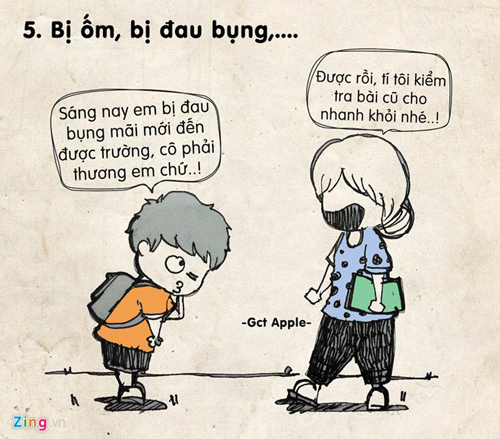 5. Bị ốm, bị đau bụng,....
Sáng nay em bị đau
bụng mãi mới đến
được trường, cô phải
thương em chứ..!
Được rồi, tí tôi kiểm
tra bài cũ cho
nhanh khỏi nhé..!
-Gct Apple-
Zing.vn